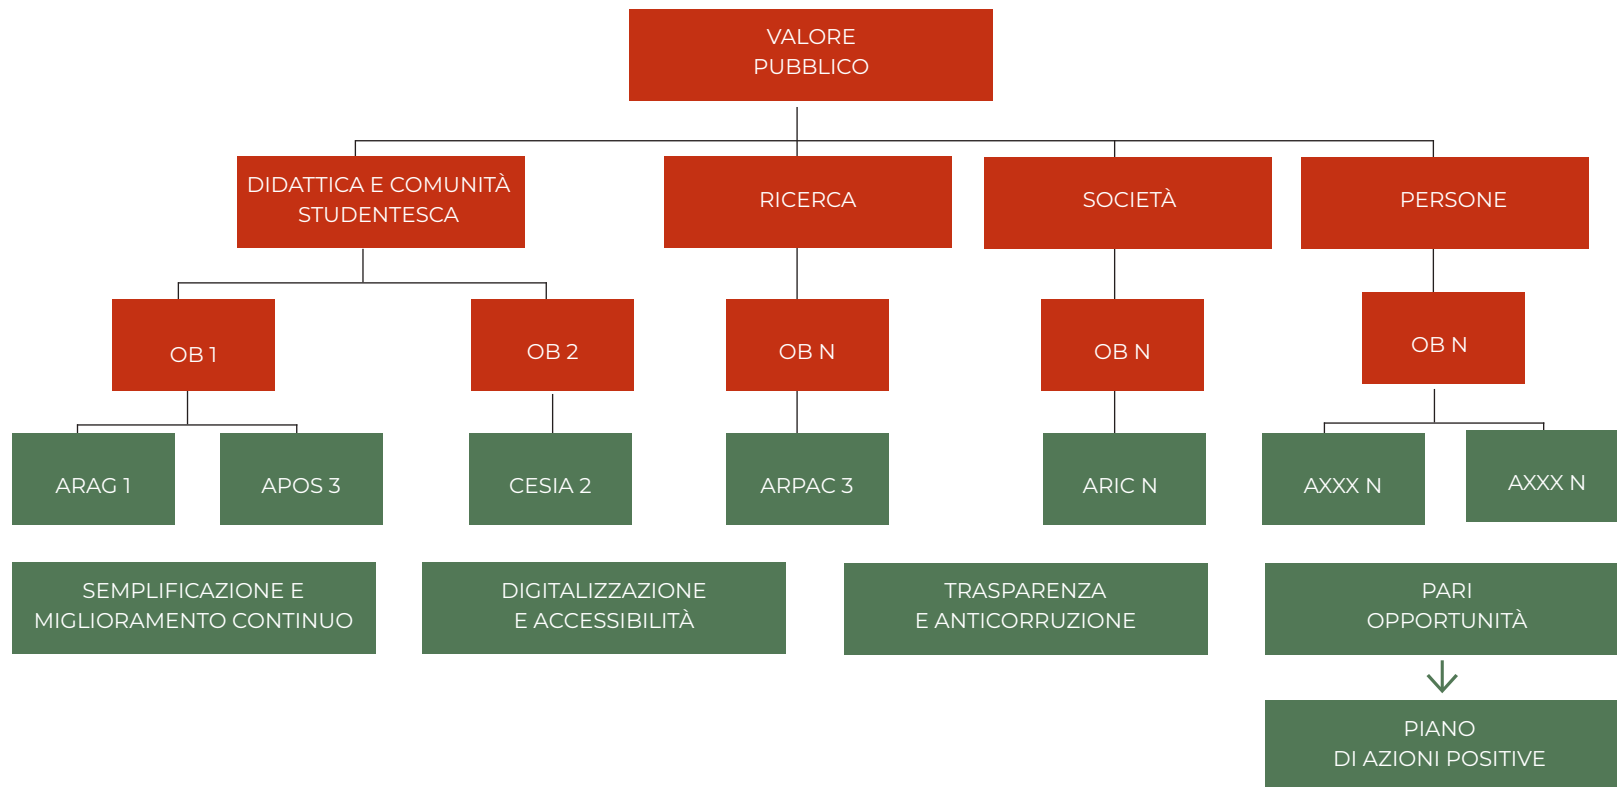 VALORE
PUBBLICO
DIDATTICA E COMUNITÀ
STUDENTESCA
RICERCA
SOCIETÀ
PERSONE
OB 1
OB 2
OB N
OB N
OB N
ARAG 1
APOS 3
CESIA 2
ARPAC 3
ARIC N
AXXX N
AXXX N
SEMPLIFICAZIONE E
MIGLIORAMENTO CONTINUO
DIGITALIZZAZIONE
E ACCESSIBILITÀ
TRASPARENZA
E ANTICORRUZIONE
PARI
OPPORTUNITÀ
PIANO
DI AZIONI POSITIVE